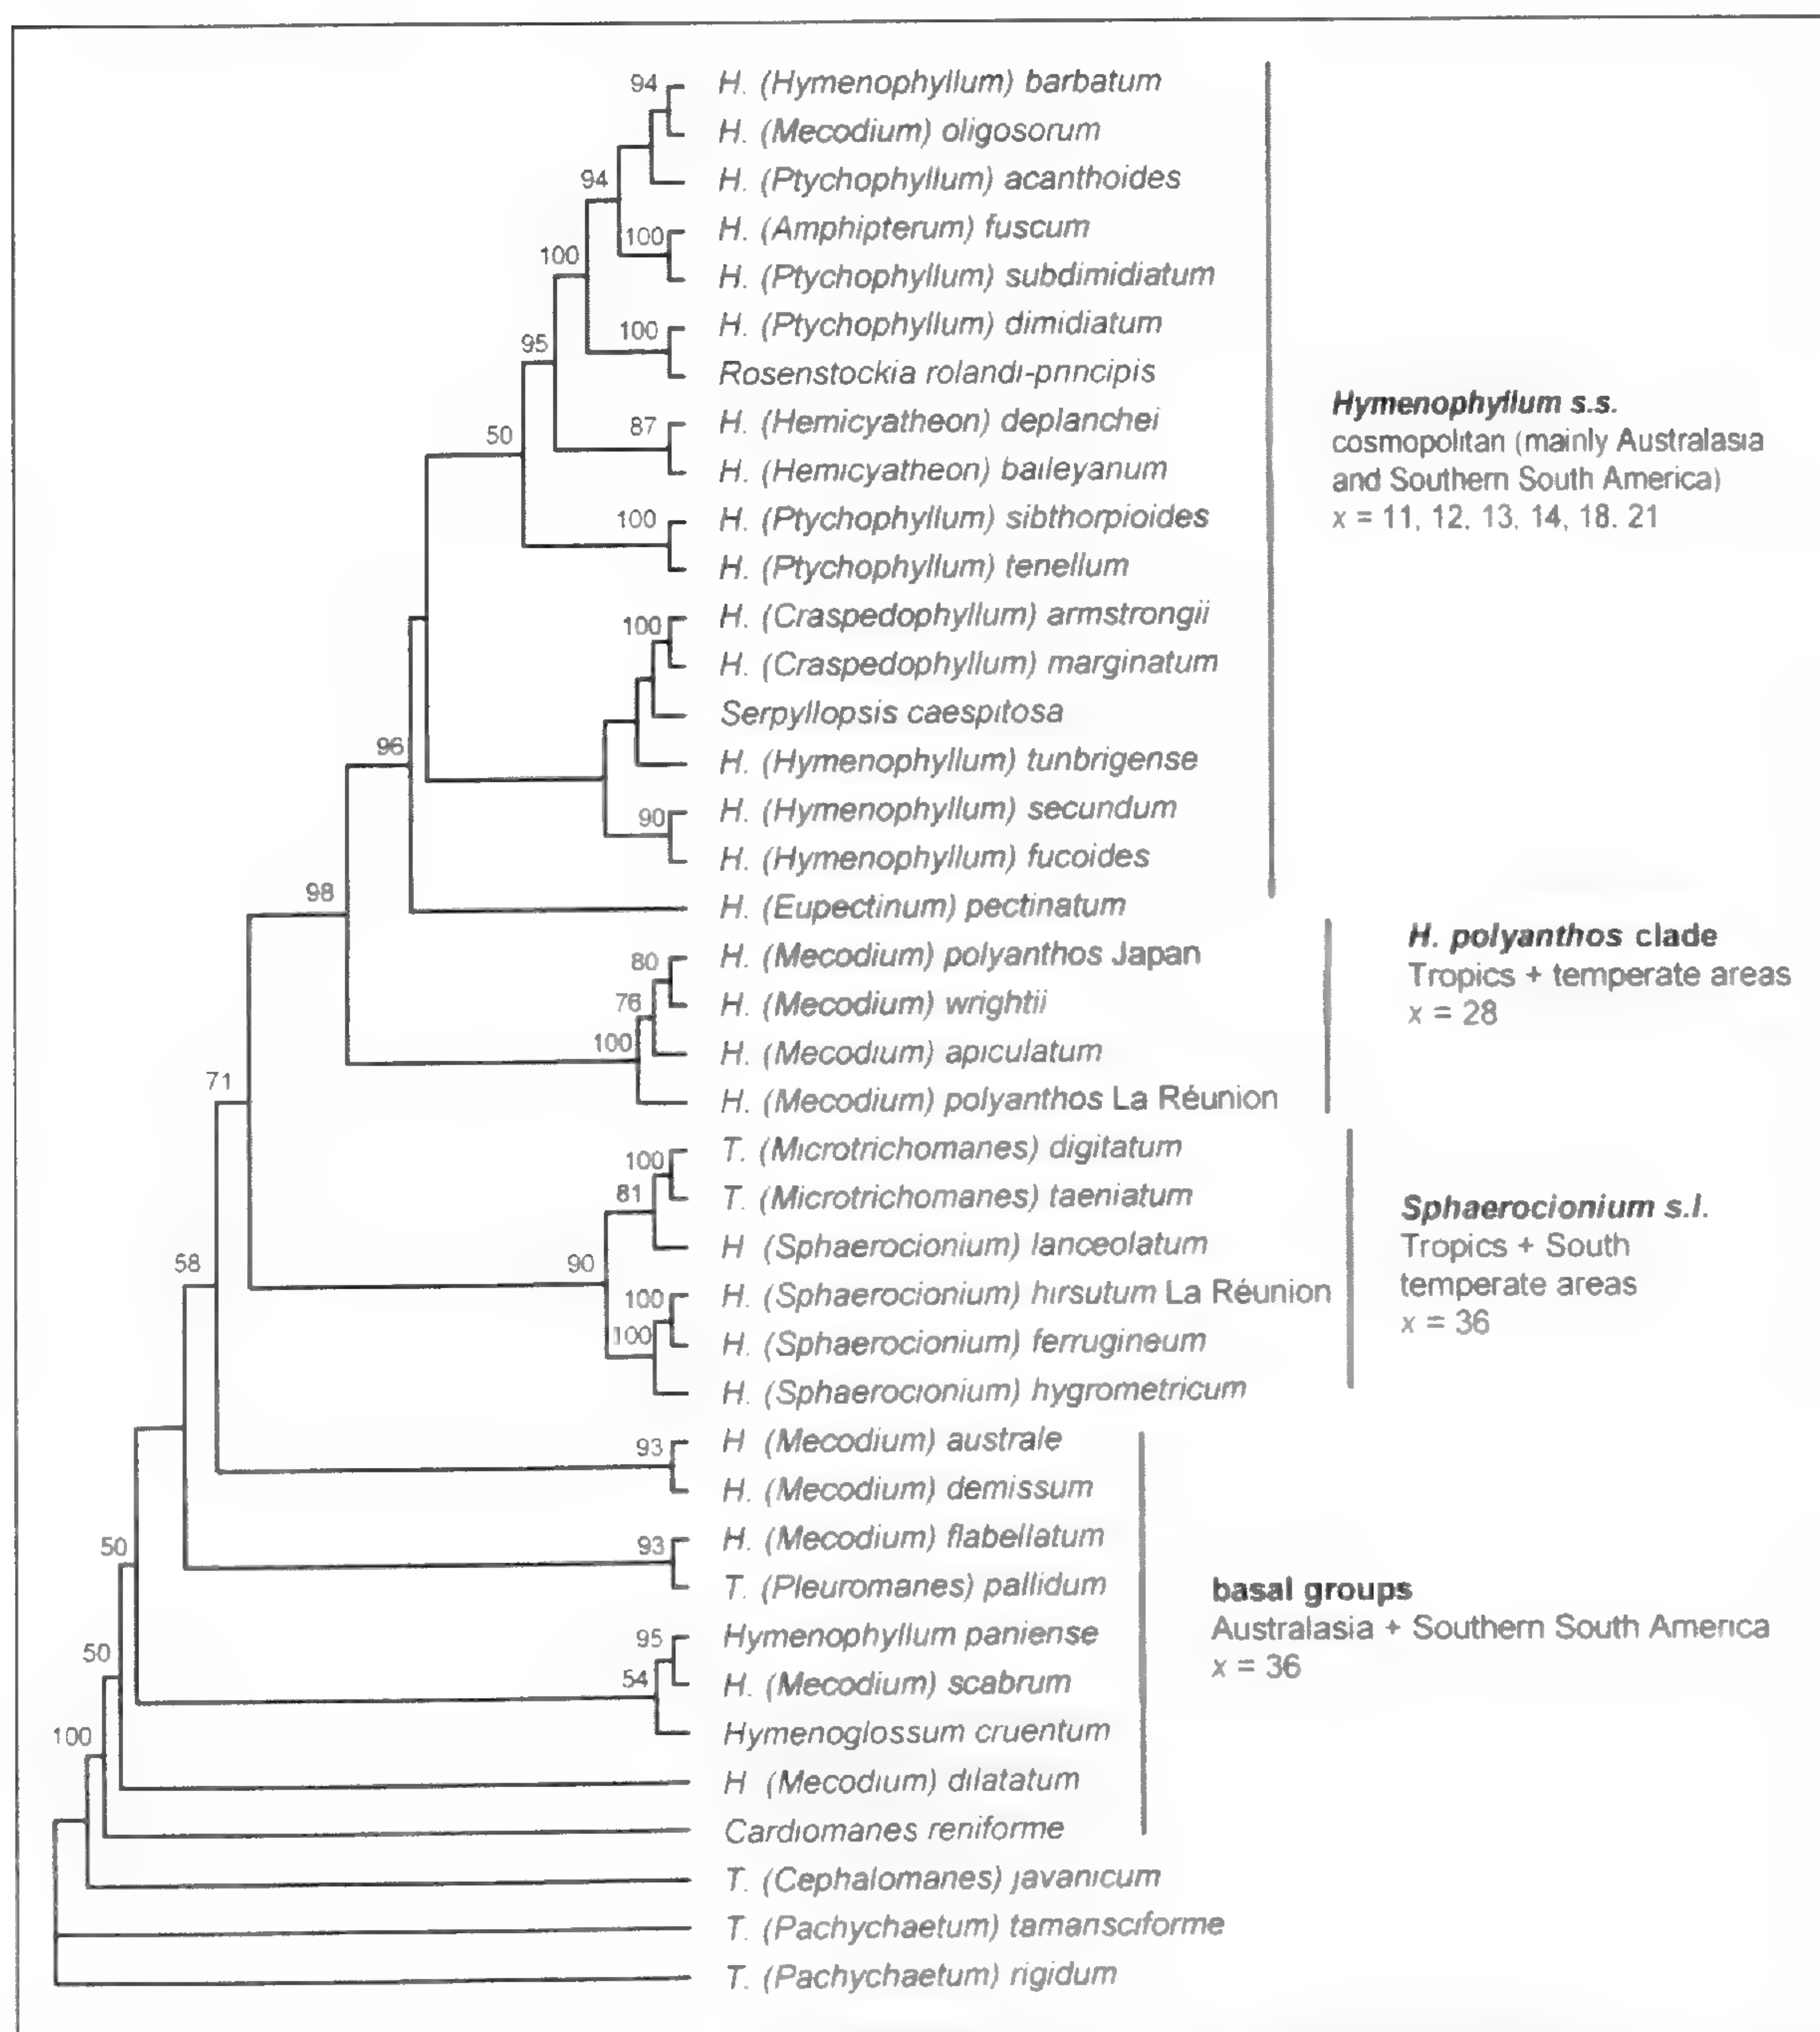 94 H. (Hymenophyllum) barbatum
H. (Mecodium) oligosorum
94 H. (Ptychophyllum) acanthoides
100 H. (Amphipterum) fuscum
100 H. (Ptychophyllum) subdimidiatum
95 100 H. (Ptychophyllum) dimidiatum
Rosenstockia rolandi-principis
50 87 H. (Hemicyatheon) deplanchei
H. (Hemicyatheon) baileyanum
100 H. (Ptychophyllum) sibthorpioides
H. (Ptychophyllum) tenellum
Hymenophyllum s.s.
cosmopolitan (mainly Australasia
and Southern South America)
x = 11, 12, 13, 14, 18. 21
100 H. (Craspedophyllum) armstrongii
H. (Craspedophyllum) marginatum
Serpyllopsis caespitosa
96 H. (Hymenophyllum) tunbrigense
90 H. (Hymenophyllum) secundum
H. (Hymenophyllum) fucoides
98 H. (Eupectinum) pectinatum
80 H. (Mecodium) polyanthos Japan
76 H. (Mecodium) wrightii
100 H. (Mecodium) apiculatum
71 H. (Mecodium) polyanthos La Réunion
H. polyanthos clade
Tropics + temperate areas
x = 28
100 T. (Microtrichomanes) digitatum
81 T. (Microtrichomanes) taeniatum
58 90 H (Sphaerocionium) lanceolatum
100 H. (Sphaerocionium) hirsutum La Réunion
100 H. (Sphaerocionium) ferrugineum
H. (Sphaerocionium) hygrometricum
Sphaerocionium s.l.
Tropics + South
temperate areas
x = 36
93 H (Mecodium) australe
H. (Mecodium) demissum
50 93 H. (Mecodium) flabellatum
T. (Pleuromanes) pallidum
50 95 Hymenophyllum paniense
54 H. (Mecodium) scabrum
100 Hymenoglossum cruentum
H (Mecodium) dilatatum
Cardiomanes reniforme
basal groups
Australasia + Southern South America
x = 36
T. (Cephalomanes) javanicum
T. (Pachychaetum) tamansciforme
T. (Pachychaetum) rigidum